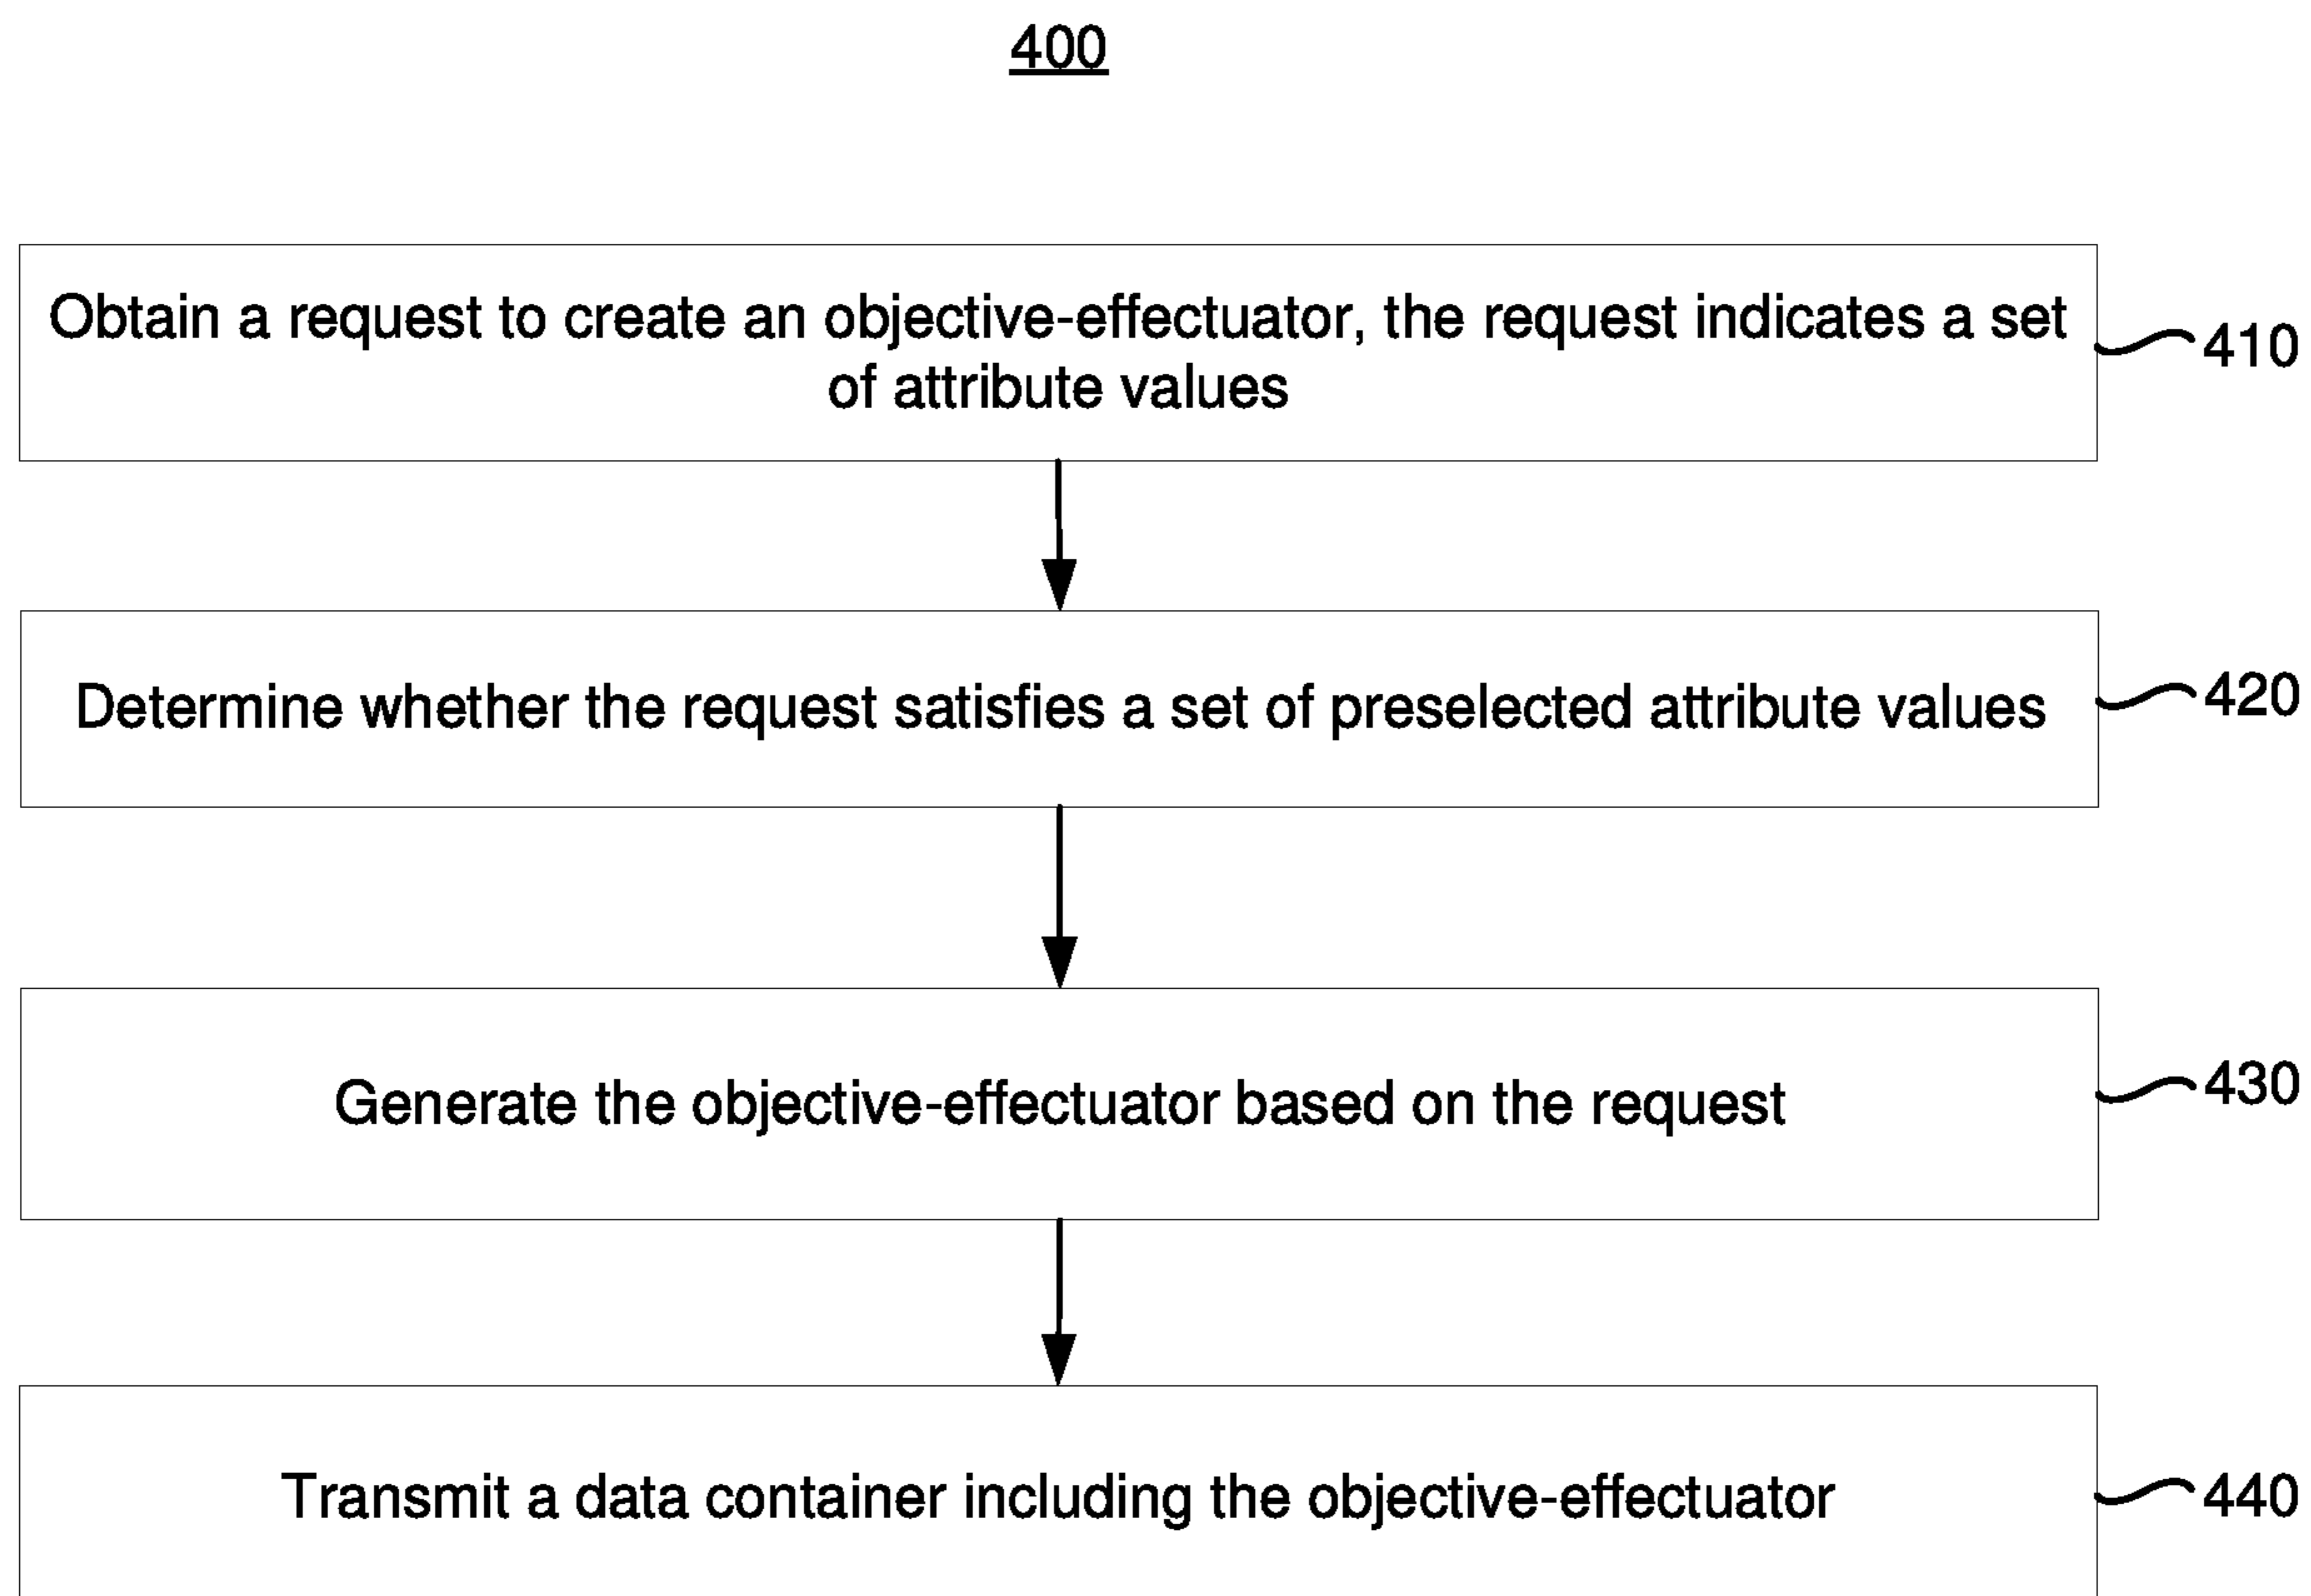 400
Obtain a request to create an objective-effectuator, the request indicates a set
of attribute values
410
Determine whether the request satisfies a set of preselected attribute values
420
Generate the objective-effectuator based on the request
430
Transmit a data container including the objective-effectuator
440